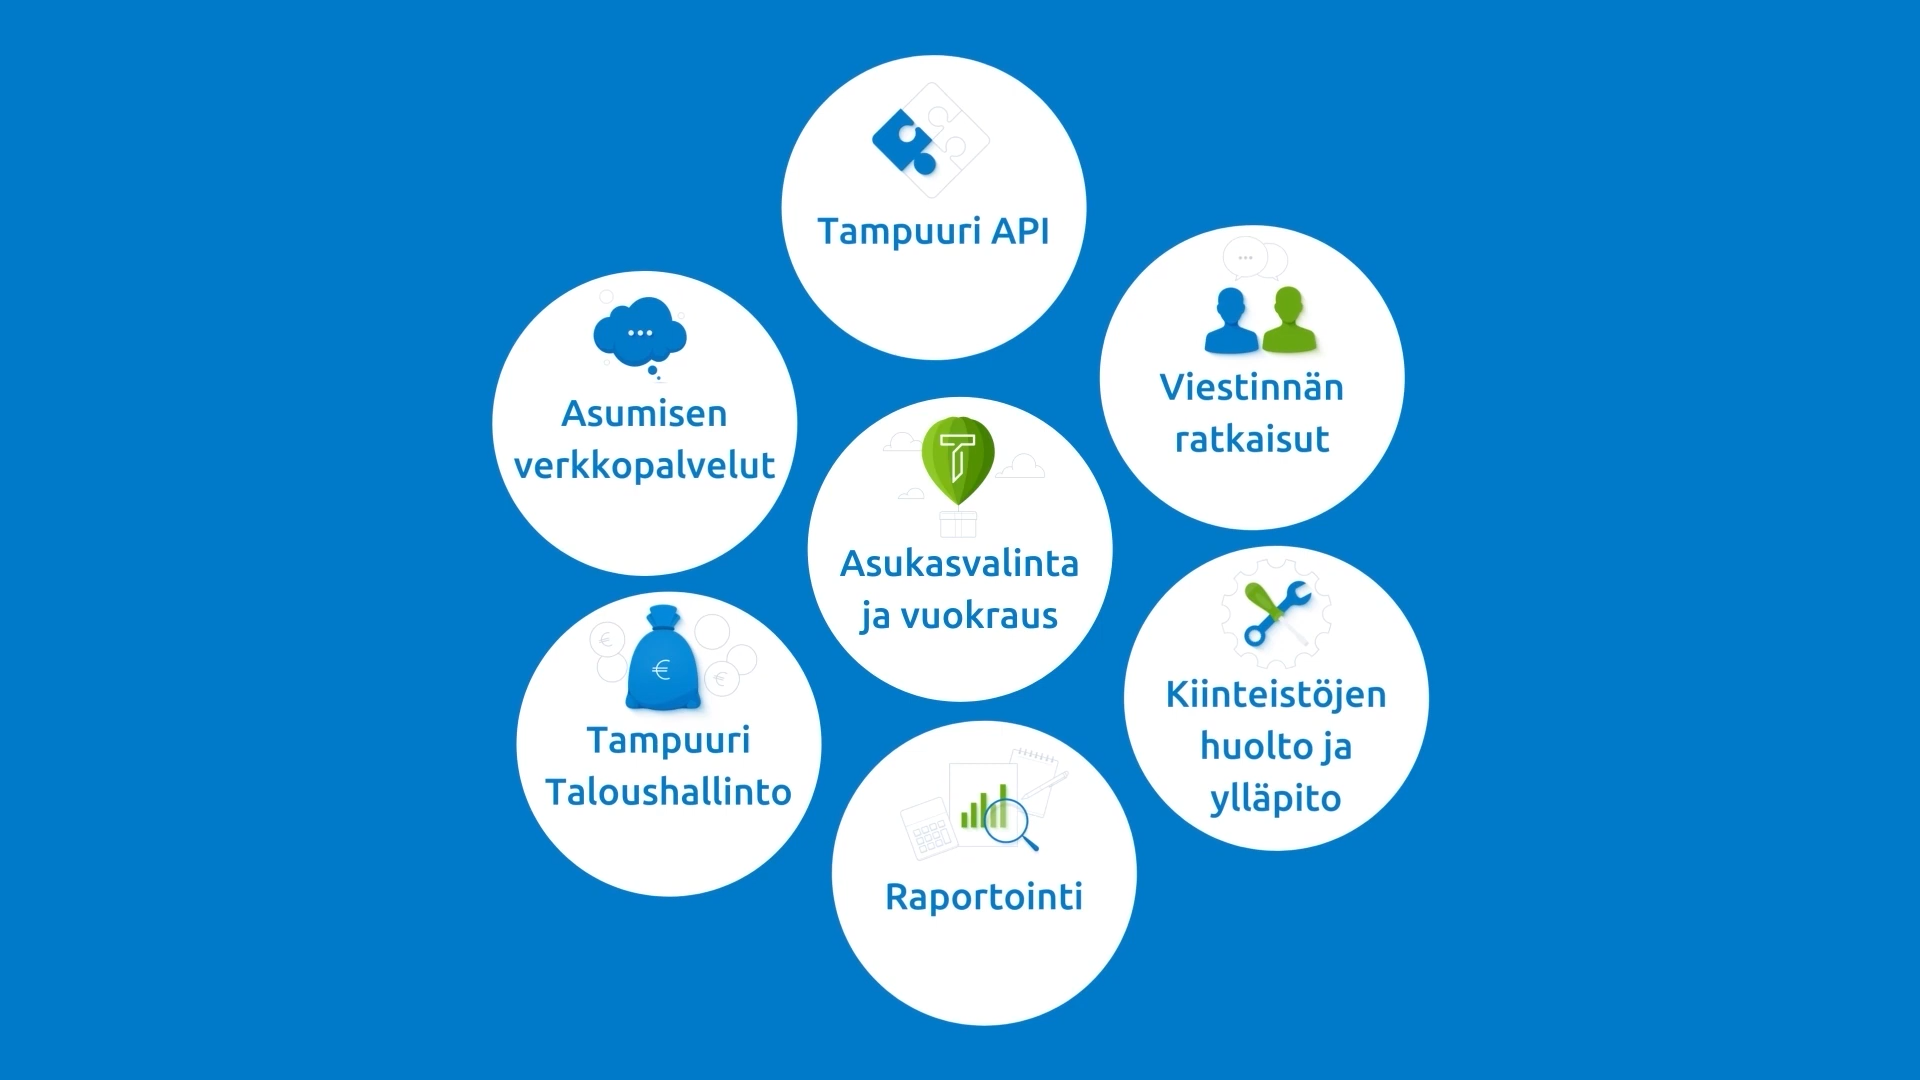 Tampuuri API
Viestinnän
ratkaisut
Asumisen
verkkopalvelut
T
Asukasvalinta
ja vuokraus
Kiinteistöjen
huolto ja
ylläpito
€
€
€
Tampuuri
Taloushallinto
Raportointi